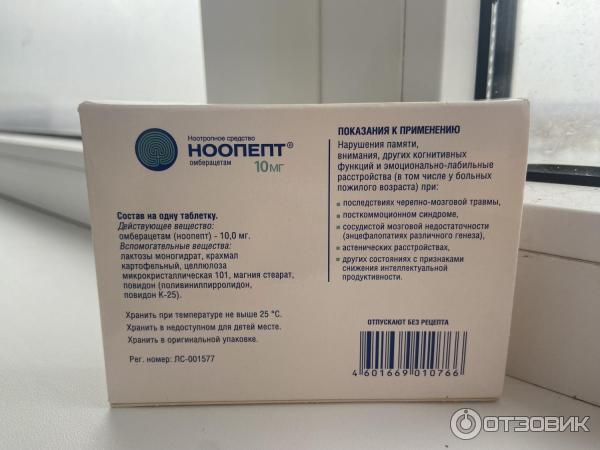 Ноотропное средство
НООПЕПТ®
омберацетам
10 мг
Состав на одну таблетку.
Действующее вещество:
омберацетам (ноопепт) - 10,0 мг.
Вспомогательные вещества:
лактозы моногидрат, крахмал
картофельный, целлюлоза
микрокристаллическая 101, магния стеарат,
повидон (поливинилпирролидон,
повидон К-25).
Хранить при температуре не выше 25 °С.
Хранить в недоступном для детей месте.
Хранить в оригинальной упаковке.
Рег. номер: ЛС-001577
ПОКАЗАНИЯ К ПРИМЕНЕНИЮ
Нарушения памяти,
внимания, других когнитивных
функций и эмоционально-лабильные
расстройства (в том числе у больных
пожилого возраста) при:
• последствиях черепно-мозговой травмы,
• посткоммоционном синдроме,
• сосудистой мозговой недостаточности
(энцефалопатиях различного генеза),
• астенических расстройствах,
• других состояниях с признаками
снижения интеллектуальной
продуктивности.
ОТПУСКАЮТ БЕЗ РЕЦЕПТА
4 601669 010766
ОТЗОВИК